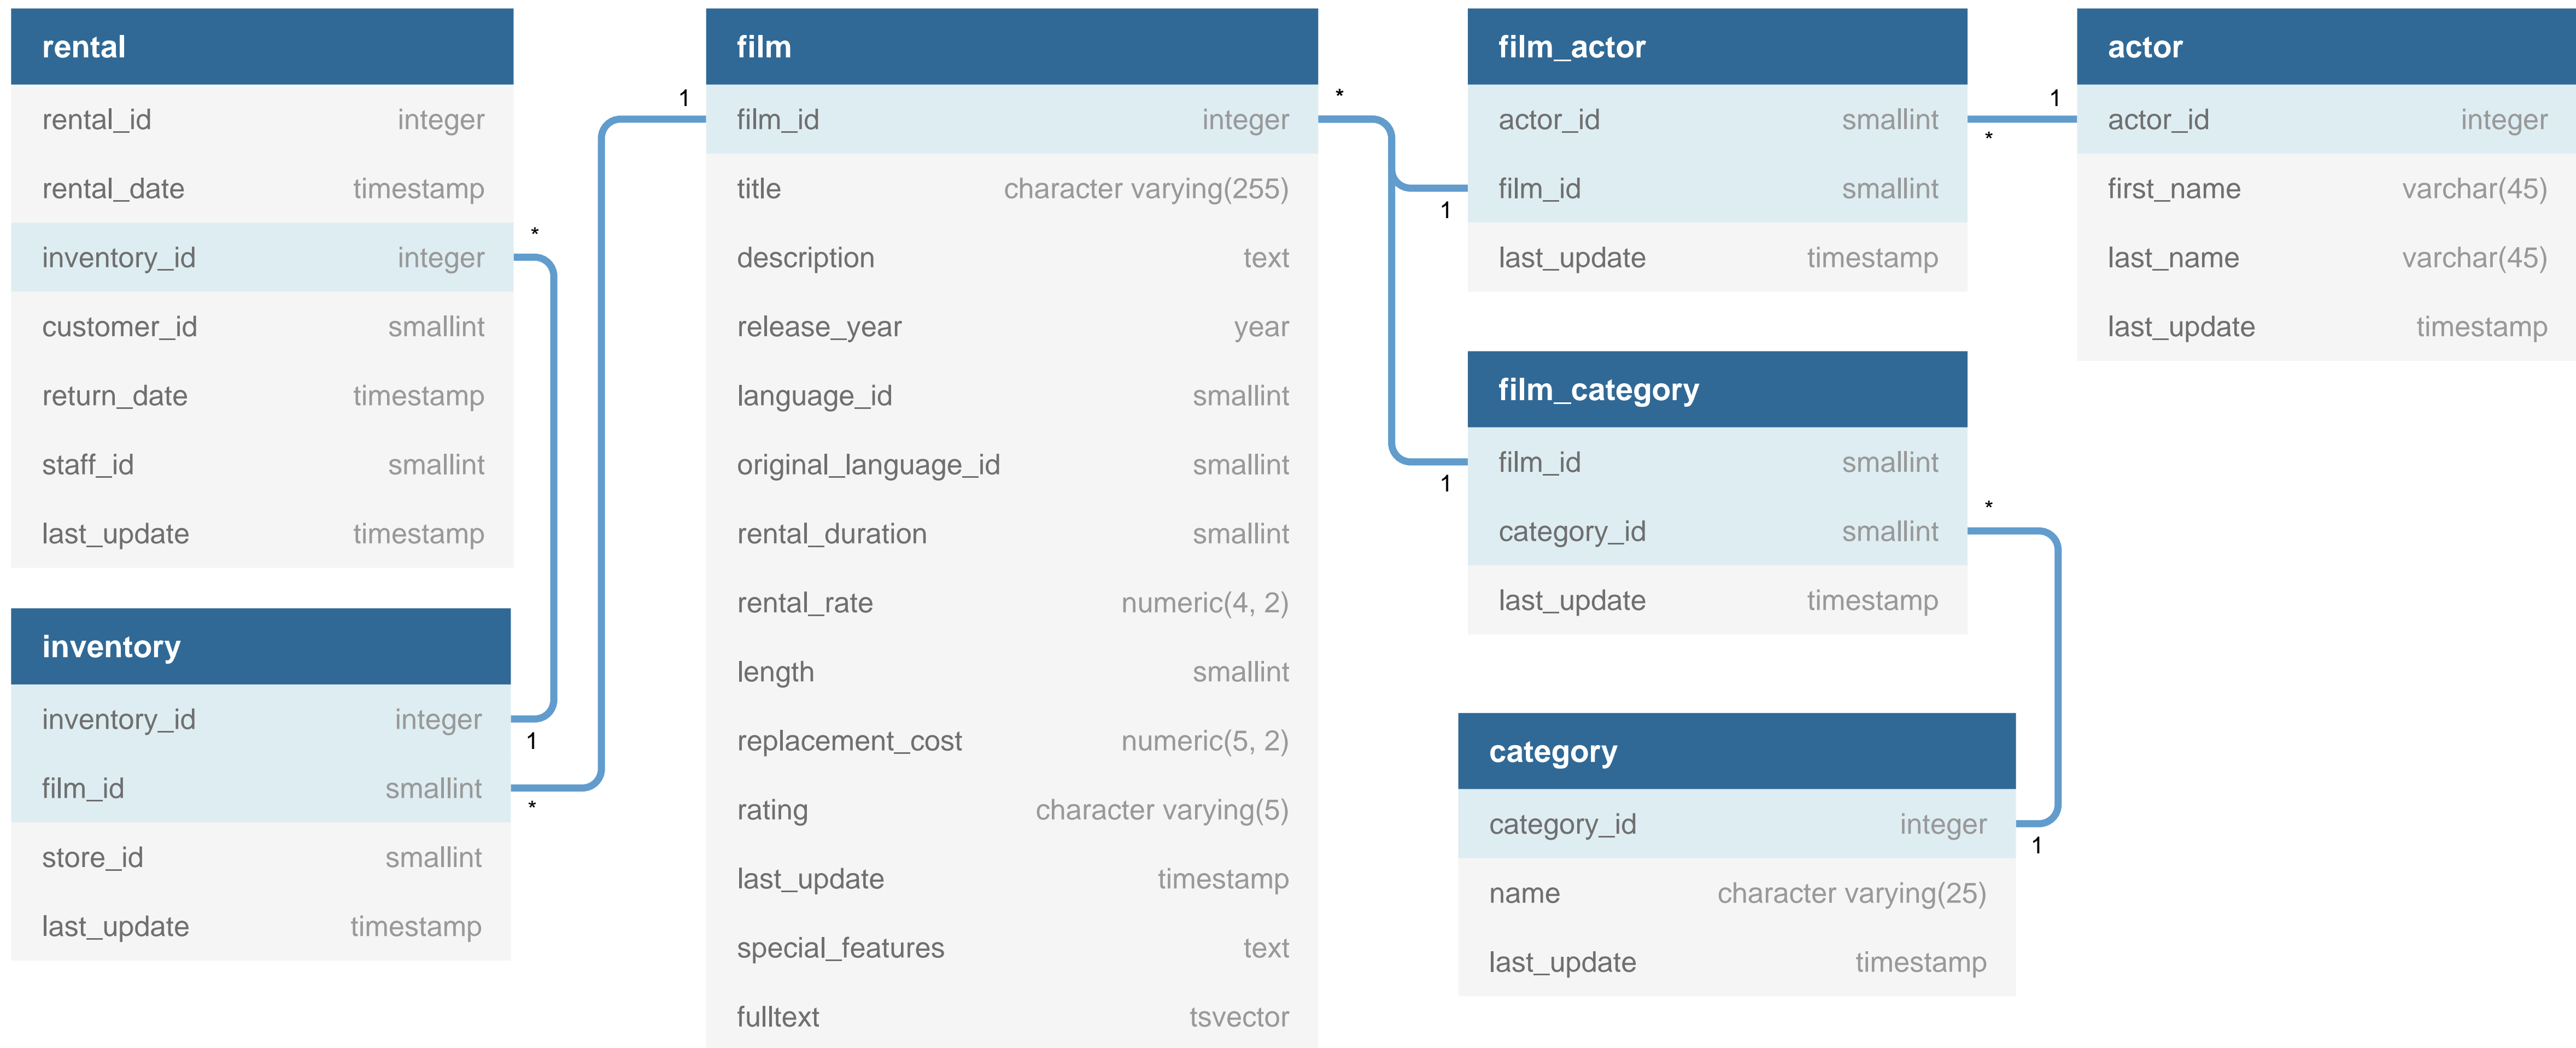 rental
rental_id integer
rental_date timestamp
inventory_id integer
customer_id smallint
return_date timestamp
staff_id smallint
last_update timestamp
*
inventory
inventory_id integer
film_id smallint
store_id smallint
last_update timestamp
1
*
1
film
film_id integer
title character varying(255)
description text
release_year year
language_id smallint
original_language_id smallint
rental_duration smallint
rental_rate numeric(4, 2)
length smallint
replacement_cost numeric(5, 2)
rating character varying(5)
last_update timestamp
special_features text
fulltext tsvector
*
1
1
film_actor
actor_id smallint
film_id smallint
last_update timestamp
*
1
film_category
film_id smallint
category_id smallint
last_update timestamp
*
category
category_id integer
name character varying(25)
last_update timestamp
1
actor
actor_id integer
first_name varchar(45)
last_name varchar(45)
last_update timestamp